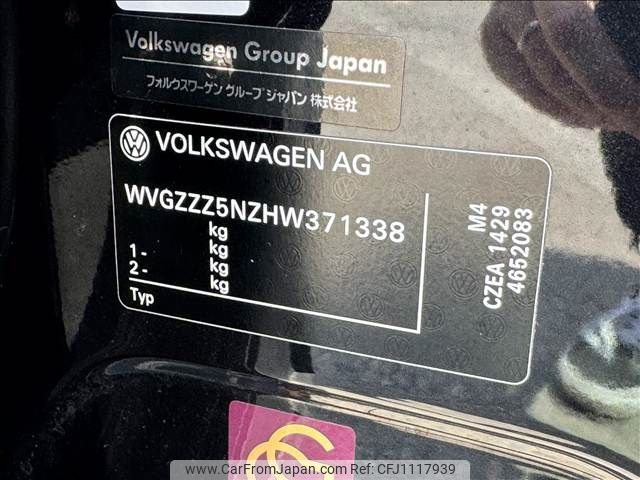 Volkswagen Group Japan
フォルクスワーゲン グループ ジャパン 株式会社
VOLKSWAGEN AG
WVGZZZ5NZHW371338
kg
1- kg
2- kg
kg
Typ
M4
CZEA 1429
4652083
www.CarFromJapan.com | Ref No: CFJ1117939